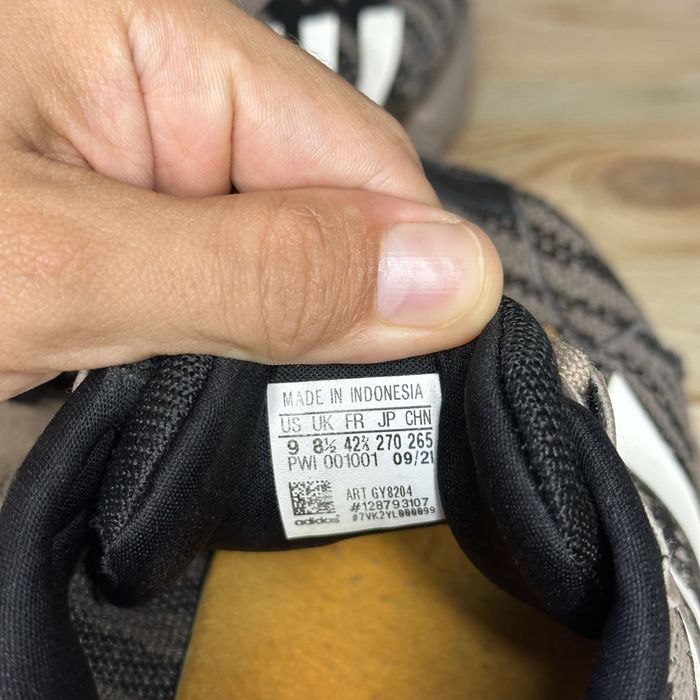 MADE IN INDONESIA
US UK FR JP CHN
9 8½ 42⅔ 270 265
PWI 001001 09/21
ART GY8204
#128793107
adidas #7VK2YL000099